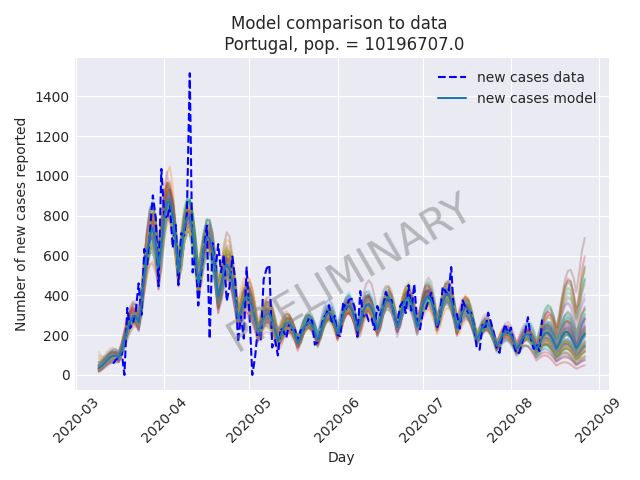 Model comparison to data
Portugal, pop. = 10196707.0
new cases data
new cases model
Number of new cases reported
1400
1200
1000
800
600
400
200
0
PRELIMINARY
2020-03
2020-04
2020-05
2020-06
2020-07
2020-08
2020-09
Day